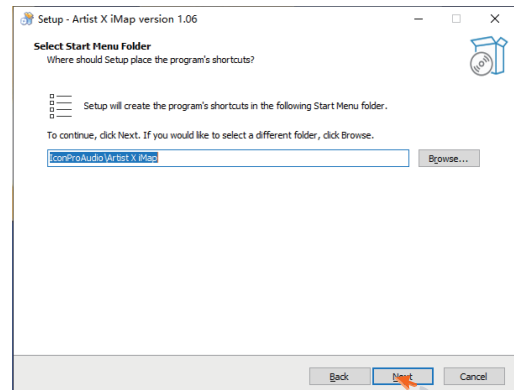 Setup - Artist X iMap version 1.06
Select Start Menu Folder
Where should Setup place the program's shortcuts?
Setup will create the program's shortcuts in the following Start Menu folder.
To continue, click Next. If you would like to select a different folder, click Browse.
IconProAudio\Artist X iMap
Browse...
Back Next Cancel